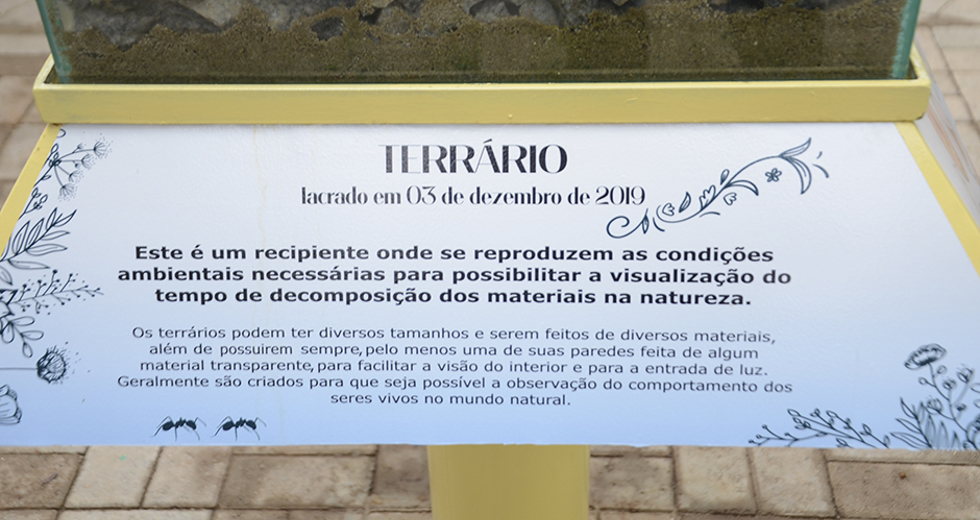 TERRÁRIO
lacrado em 03 de dezembro de 2019
Este é um recipiente onde se reproduzem as condições
ambientais necessárias para possibilitar a visualização do
tempo de decomposição dos materiais na natureza.
Os terrários podem ter diversos tamanhos e serem feitos de diversos materiais,
além de possuirem sempre, pelo menos uma de suas paredes feita de algum
material transparente, para facilitar a visão do interior e para a entrada de luz.
Geralmente são criados para que seja possível a observação do comportamento dos
seres vivos no mundo natural.